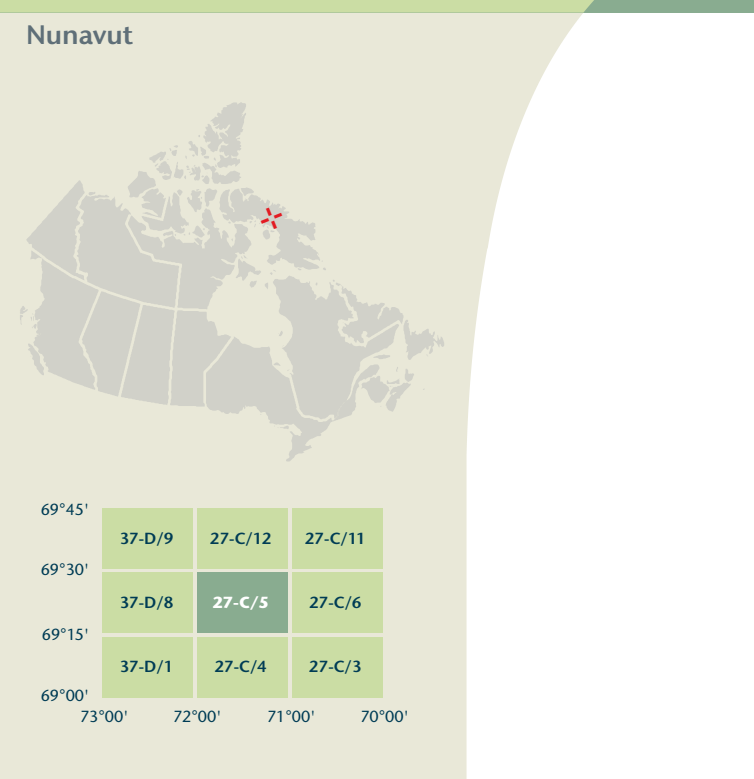 Nunavut
69°45'
37-D/9 27-C/12 27-C/11
69°30'
37-D/8 27-C/5 27-C/6
69°15'
37-D/1 27-C/4 27-C/3
69°00'
73°00' 72°00' 71°00' 70°00'